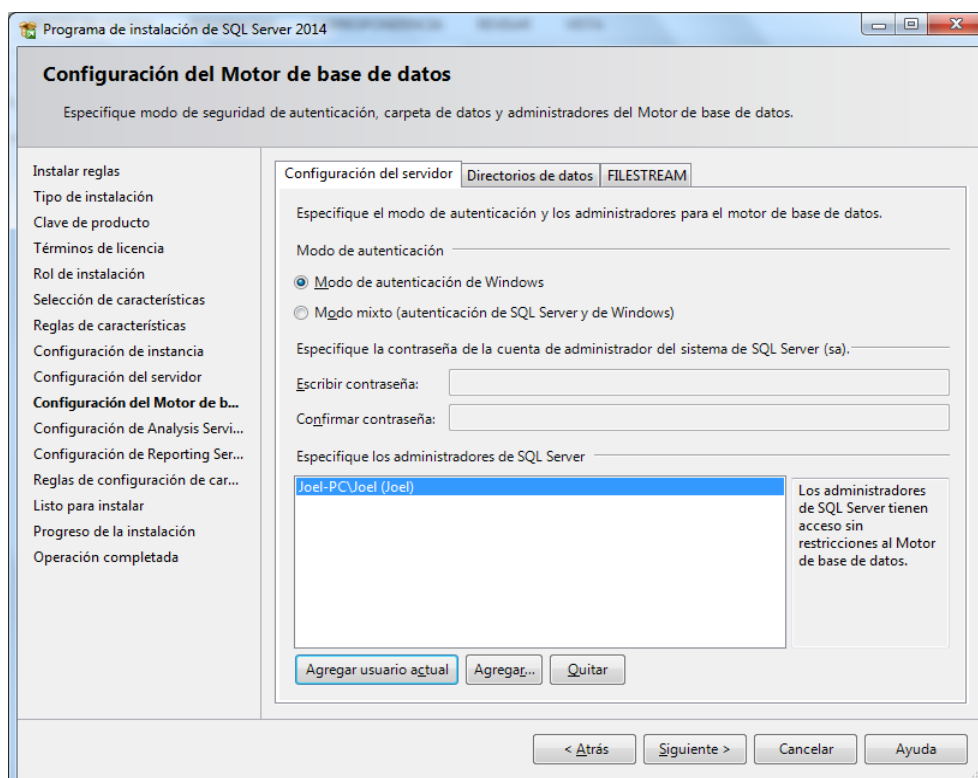 Programa de instalación de SQL Server 2014
Configuración del Motor de base de datos
Especifique modo de seguridad de autenticación, carpeta de datos y administradores del Motor de base de datos.
Instalar reglas
Tipo de instalación
Clave de producto
Términos de licencia
Rol de instalación
Selección de características
Reglas de características
Configuración de instancia
Configuración del servidor
Configuración del Motor de b...
Configuración de Analysis Servi...
Configuración de Reporting Ser...
Reglas de configuración de car...
Listo para instalar
Progreso de la instalación
Operación completada
Configuración del servidor
Directorios de datos
FILESTREAM
Especifique el modo de autenticación y los administradores para el motor de base de datos.
Modo de autenticación
Modo de autenticación de Windows
Modo mixto (autenticación de SQL Server y de Windows)
Especifique la contraseña de la cuenta de administrador del sistema de SQL Server (sa).
Escribir contraseña:
Confirmar contraseña:
Especifique los administradores de SQL Server
Joel-PC\Joel (Joel)
Los administradores
de SQL Server tienen
acceso sin
restricciones al Motor
de base de datos.
Agregar usuario actual
Agregar...
Quitar
< Atrás
Siguiente >
Cancelar
Ayuda